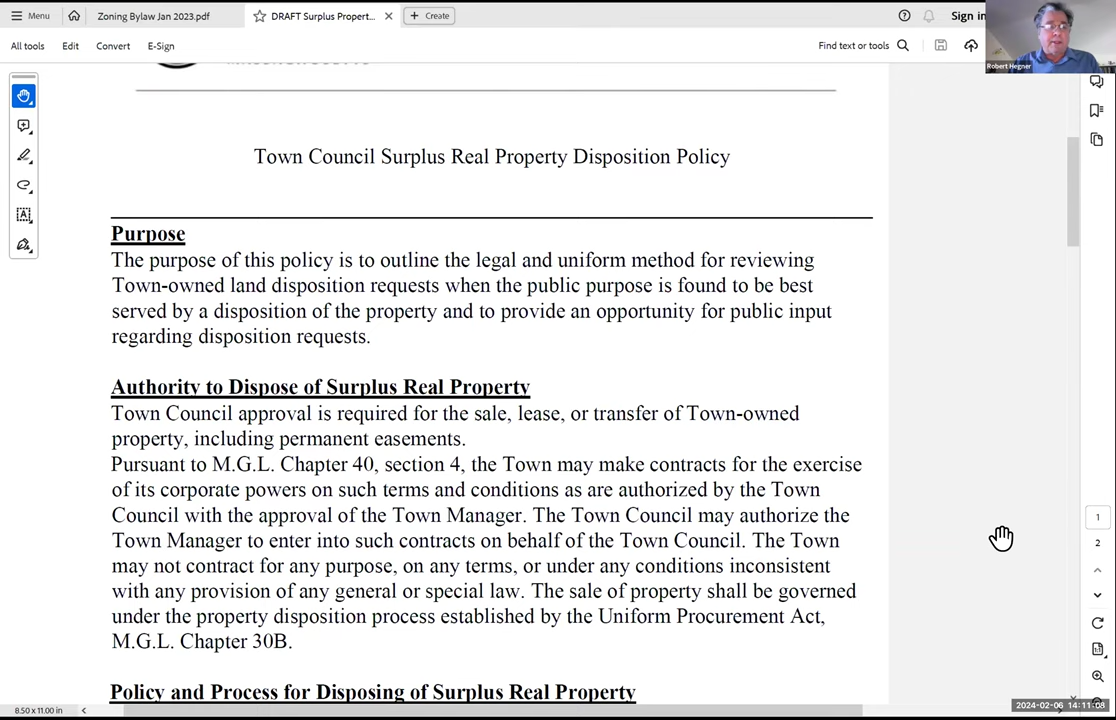 Menu
Zoning Bylaw Jan 2023.pdf
DRAFT Surplus Propert...
Create
Sign in
All tools
Edit
Convert
E-Sign
Find text or tools
Robert Hegner
Town Council Surplus Real Property Disposition Policy
Purpose
The purpose of this policy is to outline the legal and uniform method for reviewing
Town-owned land disposition requests when the public purpose is found to be best
served by a disposition of the property and to provide an opportunity for public input
regarding disposition requests.
Authority to Dispose of Surplus Real Property
Town Council approval is required for the sale, lease, or transfer of Town-owned
property, including permanent easements.
Pursuant to M.G.L. Chapter 40, section 4, the Town may make contracts for the exercise
of its corporate powers on such terms and conditions as are authorized by the Town
Council with the approval of the Town Manager. The Town Council may authorize the
Town Manager to enter into such contracts on behalf of the Town Council. The Town
may not contract for any purpose, on any terms, or under any conditions inconsistent
with any provision of any general or special law. The sale of property shall be governed
under the property disposition process established by the Uniform Procurement Act,
M.G.L. Chapter 30B.
Policy and Process for Disposing of Surplus Real Property
1
2
8.50 x 11.00 in
2024-02-06 14:11:08